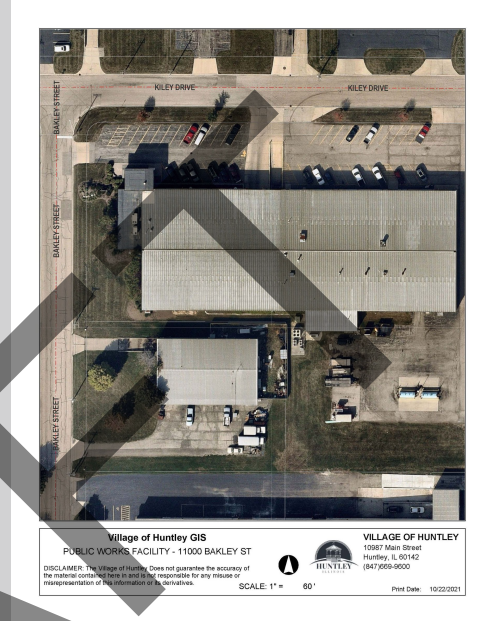 KILEY DRIVE
KILEY DRIVE
BAKLEY STREET
BAKLEY STREET
BAKLEY STREET
Village of Huntley GIS
PUBLIC WORKS FACILITY - 11000 BAKLEY ST
DISCLAIMER: The Village of Huntley Does not guarantee the accuracy of
the material contained here in and is not responsible for any misuse or
misrepresentation of this information or its derivatives.
SCALE: 1" = 60 '
HUNTLEY
ILLINOIS
VILLAGE OF HUNTLEY
10987 Main Street
Huntley, IL 60142
(847)669-9600
Print Date: 10/22/2021